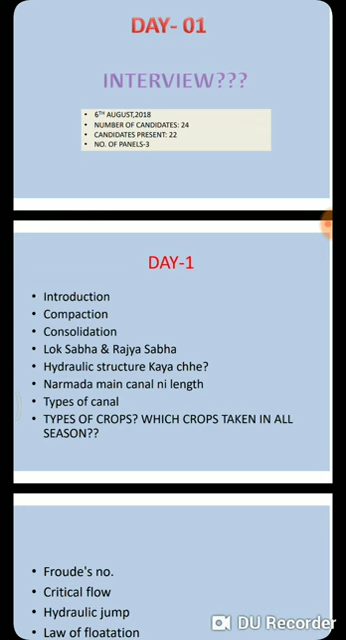 DAY- 01
INTERVIEW???
• 6TH AUGUST,2018
• NUMBER OF CANDIDATES: 24
• CANDIDATES PRESENT: 22
• NO. OF PANELS-3
DAY-1
• Introduction
• Compaction
• Consolidation
• Lok Sabha & Rajya Sabha
• Hydraulic structure Kaya chhe?
• Narmada main canal ni length
• Types of canal
• TYPES OF CROPS? WHICH CROPS TAKEN IN ALL
SEASON??
• Froude's no.
• Critical flow
• Hydraulic jump
• Law of floatation
DU Recorder